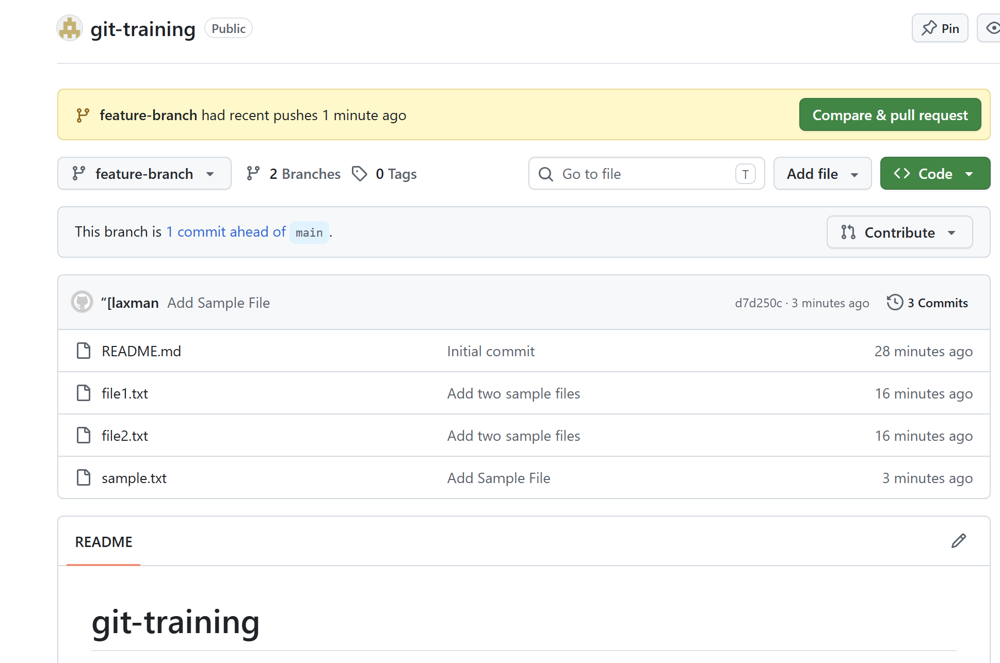 git-training Public Pin
feature-branch had recent pushes 1 minute ago Compare & pull request
feature-branch 2 Branches 0 Tags Go to file T Add file Code
This branch is 1 commit ahead of main . Contribute
“[laxman Add Sample File d7d250c · 3 minutes ago 3 Commits
README.md Initial commit 28 minutes ago
file1.txt Add two sample files 16 minutes ago
file2.txt Add two sample files 16 minutes ago
sample.txt Add Sample File 3 minutes ago
README
git-training